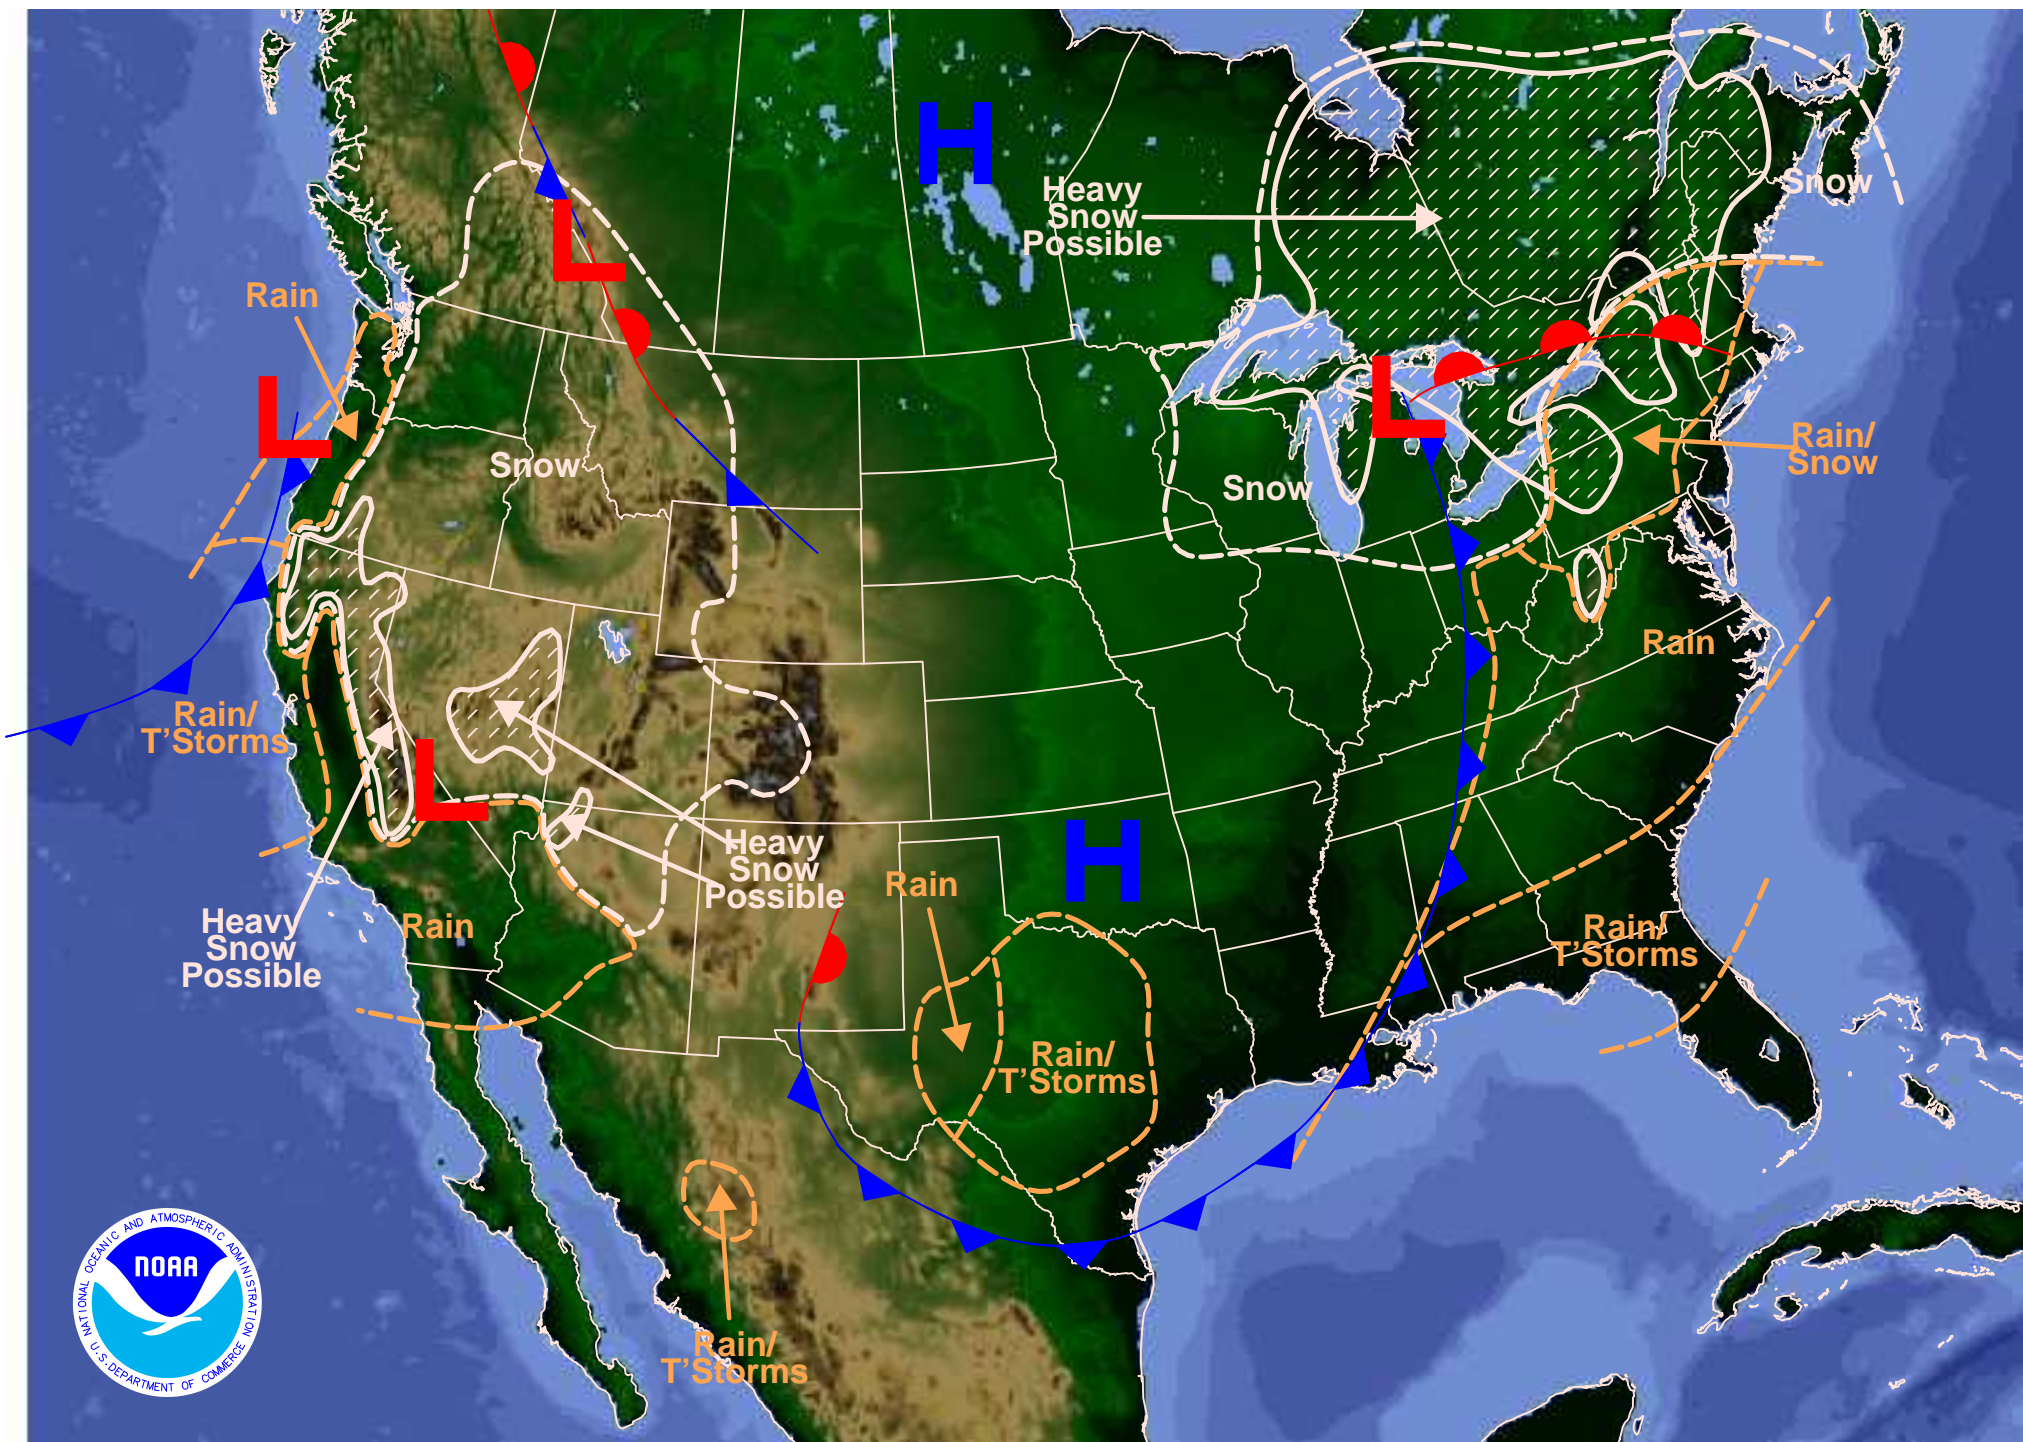 H
Heavy
Snow
Possible
Snow
L
Rain
L
L
Rain/
Snow
Snow
Snow
Rain
Rain/
T'Storms
L
Heavy
Snow
Possible
H
Rain
Heavy
Snow
Possible
Rain
Rain/
T'Storms
Rain/
T'Storms
Rain/
T'Storms
NATIONAL OCEANIC AND ATMOSPHERIC ADMINISTRATION
NOAA
U.S. DEPARTMENT OF COMMERCE